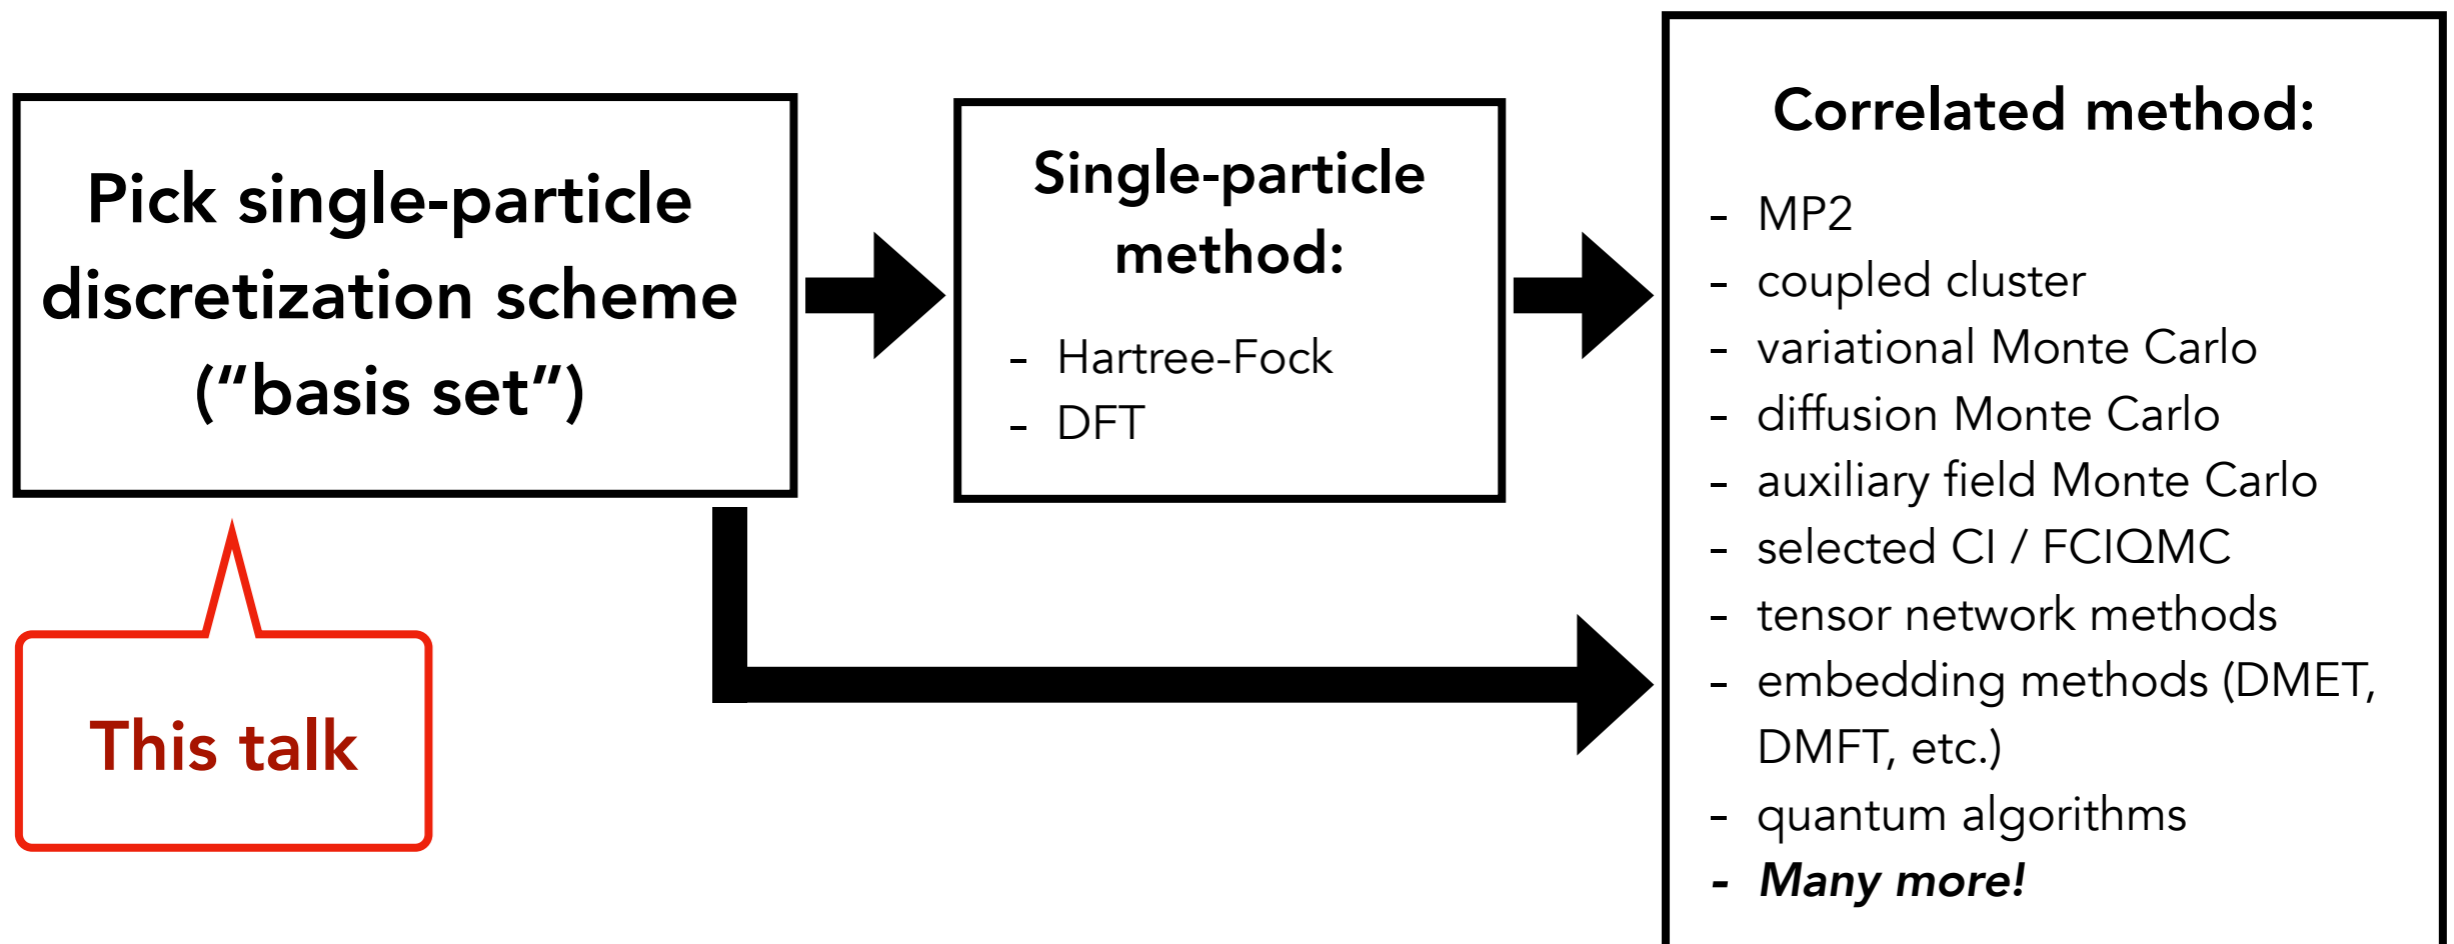 Pick single-particle
discretization scheme
(“basis set”)
This talk
Single-particle
method:
- Hartree-Fock
- DFT
Correlated method:
- MP2
- coupled cluster
- variational Monte Carlo
- diffusion Monte Carlo
- auxiliary field Monte Carlo
- selected CI / FCIQMC
- tensor network methods
- embedding methods (DMET,
DMFT, etc.)
- quantum algorithms
- Many more!